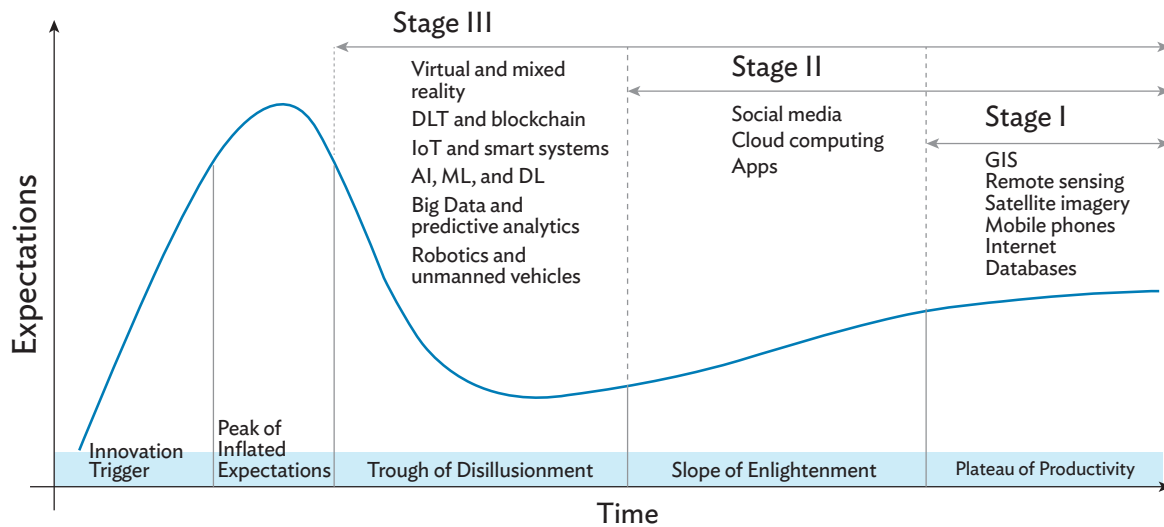 Stage III
Virtual and mixed
reality
DLT and blockchain
IoT and smart systems
AI, ML, and DL
Big Data and
predictive analytics
Robotics and
unmanned vehicles
Stage II
Social media
Cloud computing
Apps
Stage I
GIS
Remote sensing
Satellite imagery
Mobile phones
Internet
Databases
Expectations
Innovation
Trigger
Peak of
Inflated
Expectations
Trough of Disillusionment
Slope of Enlightenment
Plateau of Productivity
Time